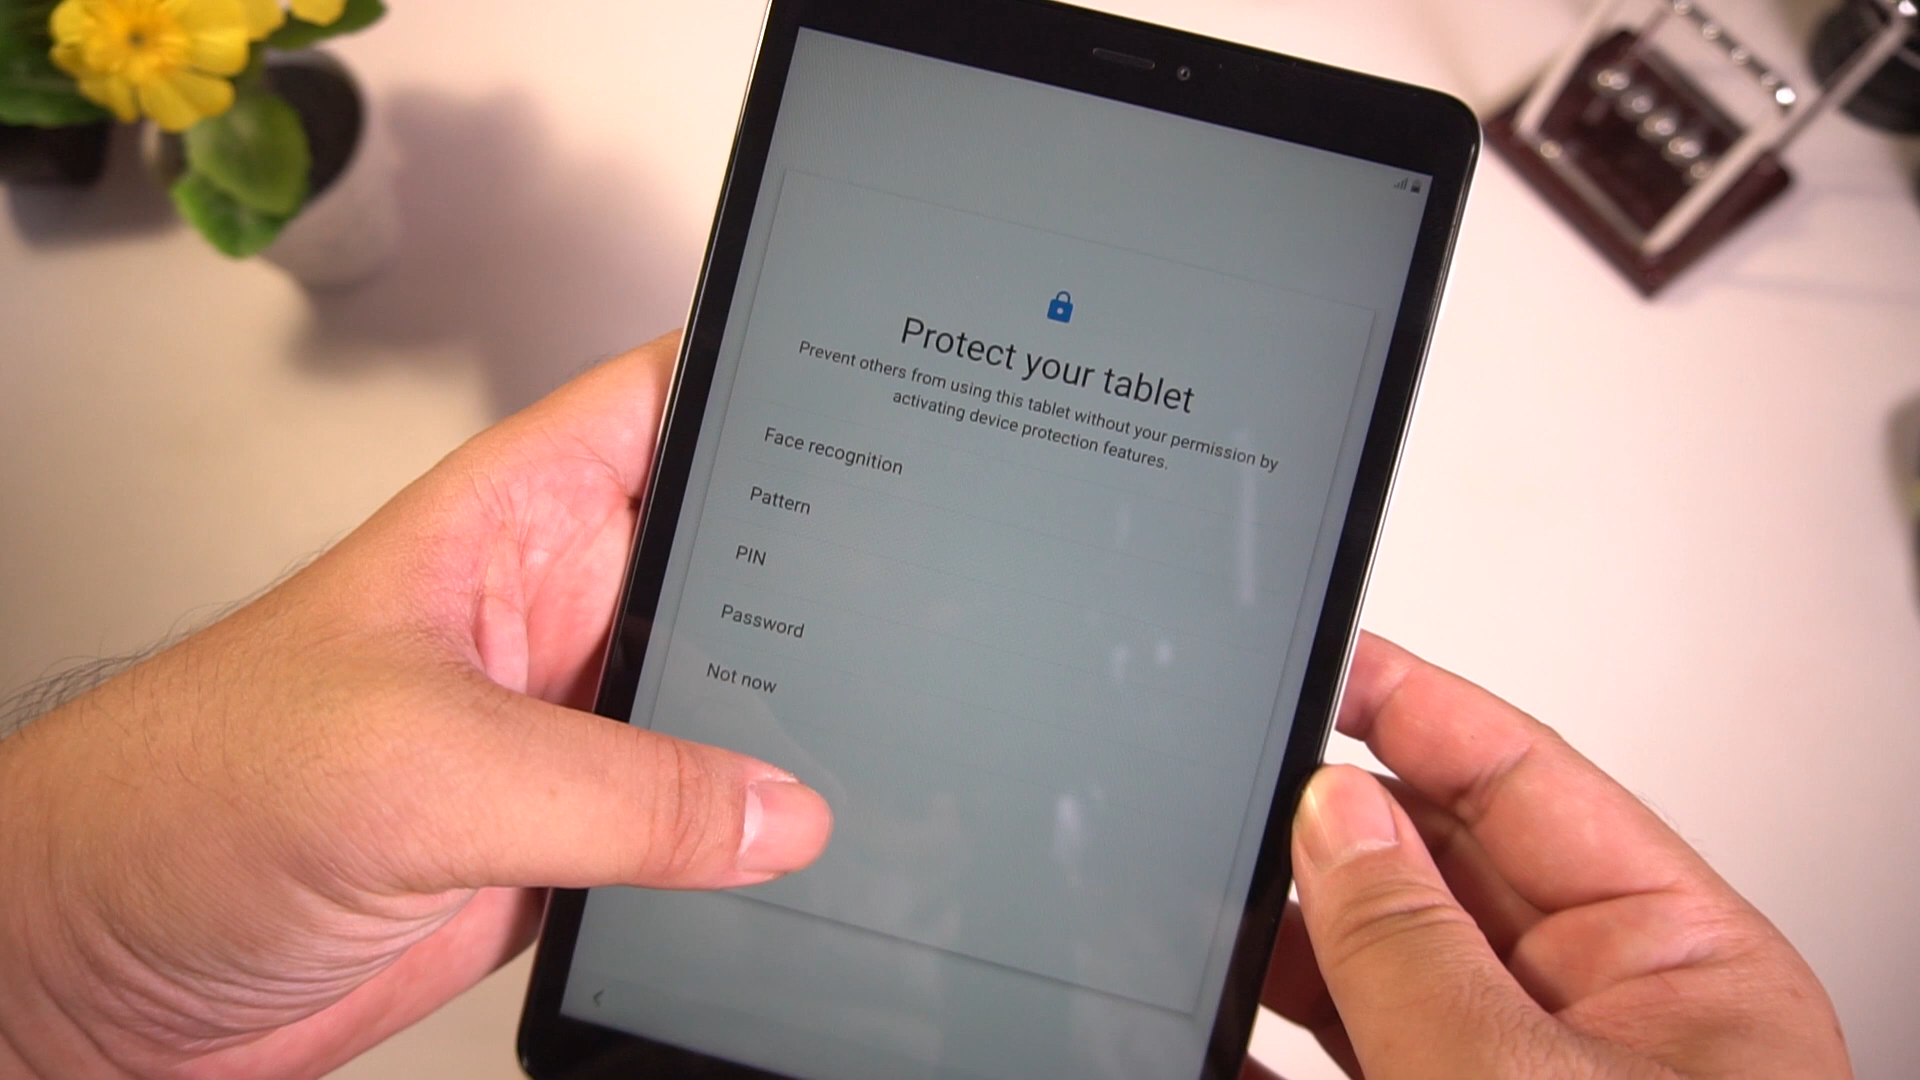 Protect your tablet
Prevent others from using this tablet without your permission by
activating device protection features.
Face recognition
Pattern
PIN
Password
Not now